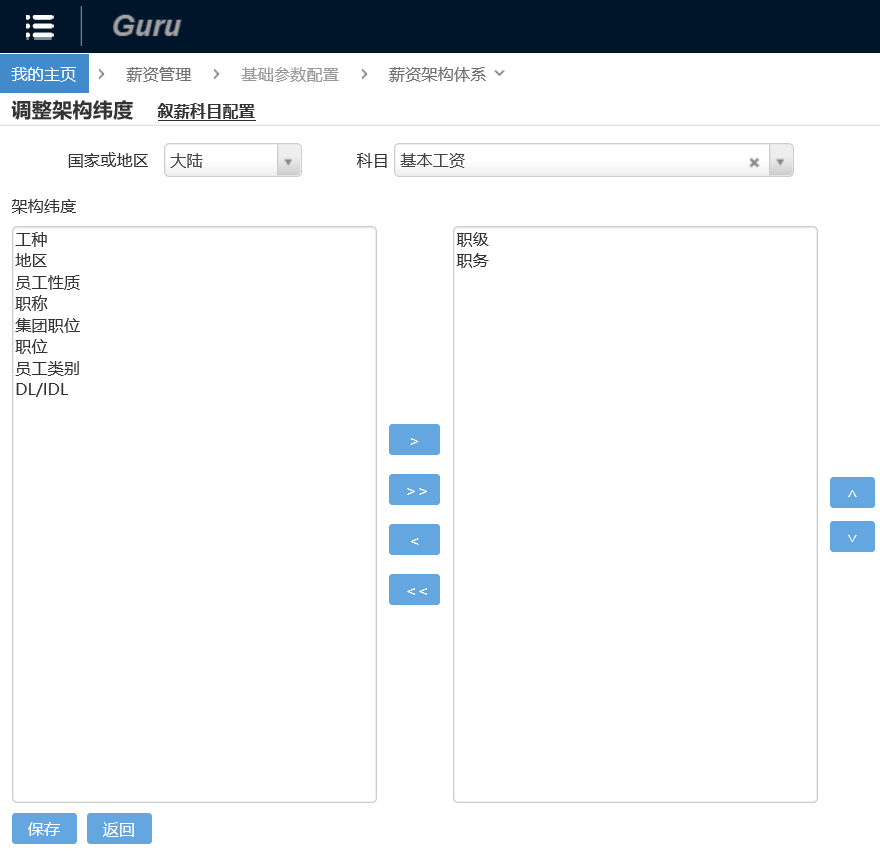 Guru
我的主页 > 薪资管理 > 基础参数配置 > 薪资架构体系
调整架构纬度 叙薪科目配置
国家或地区 大陆 科目 基本工资
架构纬度
工种
地区
员工性质
职称
集团职位
职位
员工类别
DL/IDL
>
>>
<
<<
职级
职务
^
v
保存 返回